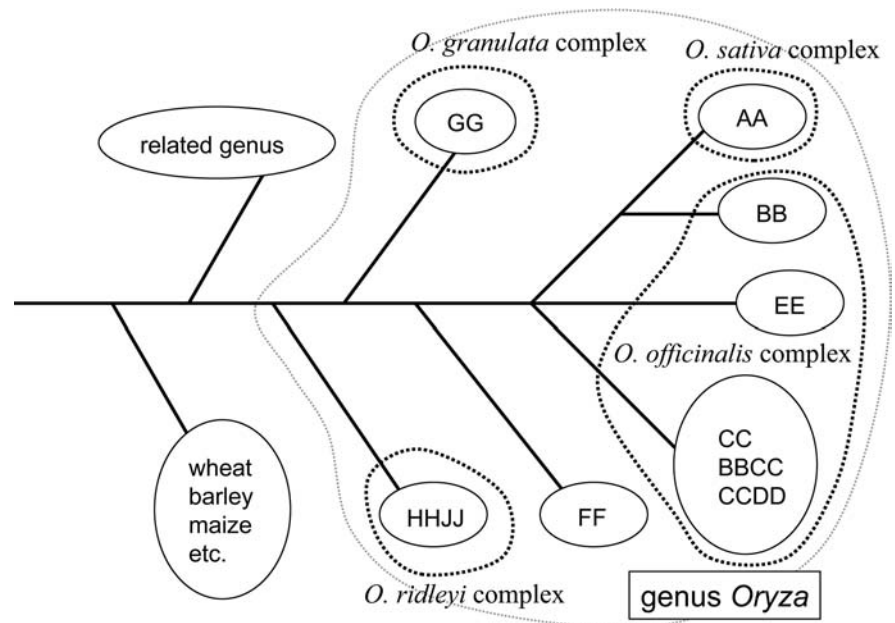 O. granulata complex
O. sativa complex
GG
AA
related genus
BB
EE
O. officinalis complex
wheat
barley
maize
etc.
CC
BBCC
CCDD
HHJJ
FF
O. ridleyi complex
genus Oryza